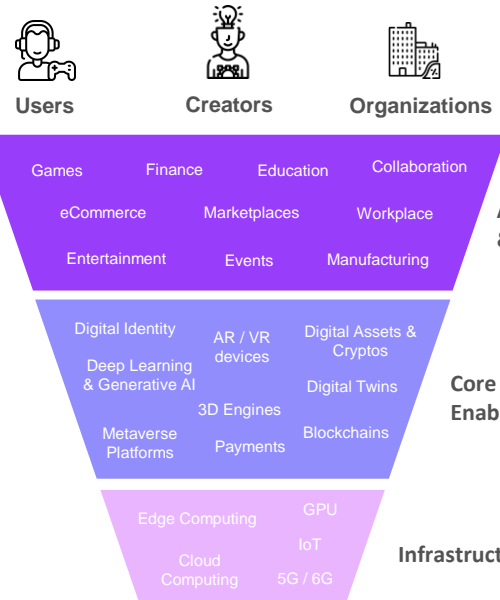 Users
Creators
Organizations
Games
Finance
Education
Collaboration
eCommerce
Marketplaces
Workplace
Entertainment
Events
Manufacturing
A
&
Digital Identity
AR / VR
devices
Digital Assets &
Cryptos
Deep Learning
& Generative AI
Digital Twins
3D Engines
Metaverse
Platforms
Payments
Blockchains
Core
Enab
Edge Computing
GPU
IoT
Cloud
Computing
5G / 6G
Infrastruct